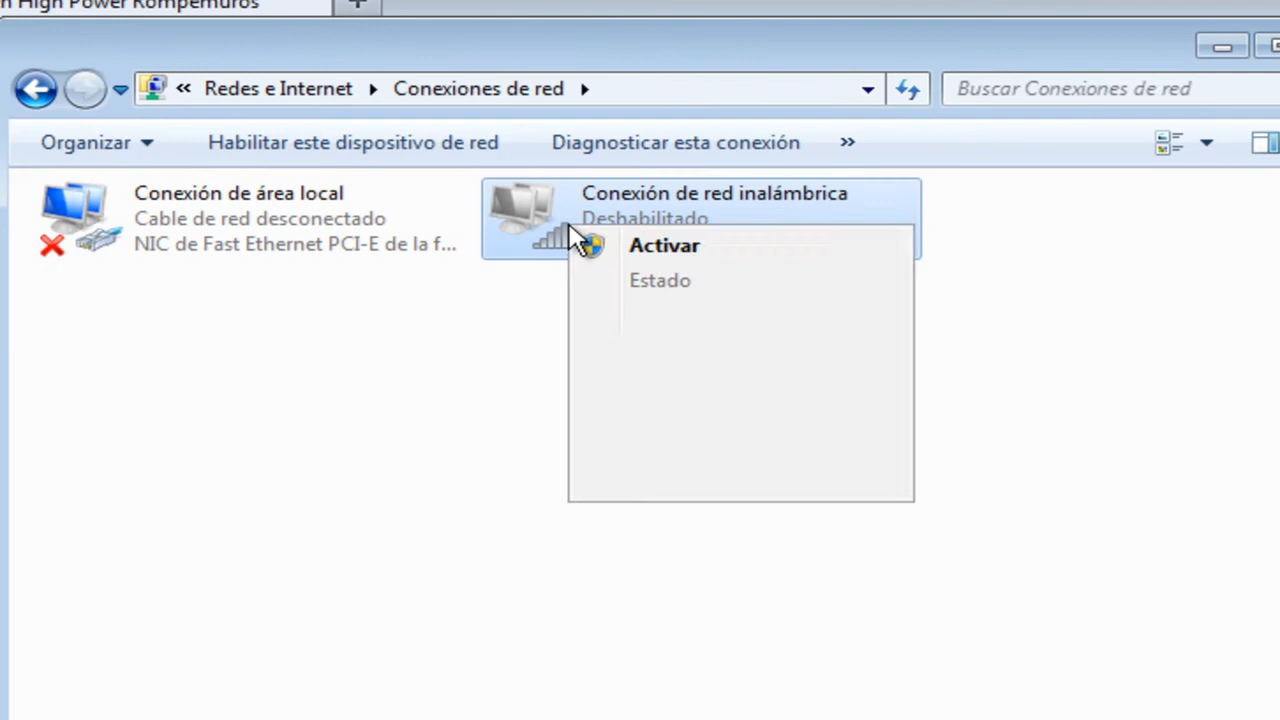 n High Power Rompemuros
« Redes e Internet Conexiones de red Buscar Conexiones de red
Organizar Habilitar este dispositivo de red Diagnosticar esta conexión »
Conexión de área local
Cable de red desconectado
NIC de Fast Ethernet PCI-E de la f...
Conexión de red inalámbrica
Deshabilitado
Activar
Estado